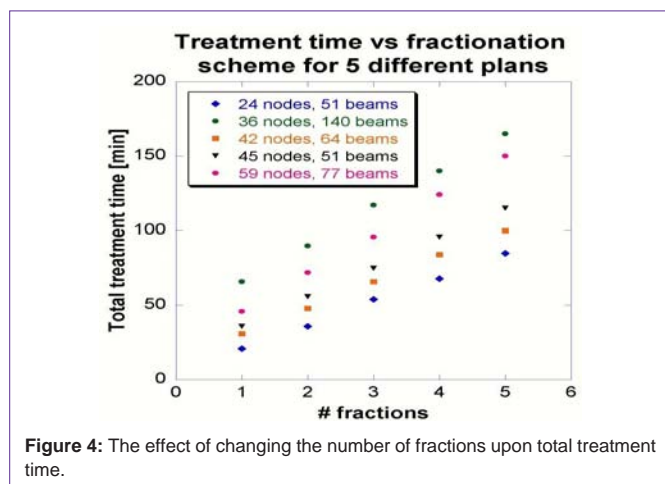 Treatment time vs fractionation
scheme for 5 different plans
200
150
100
50
0
Total treatment time [min]
24 nodes, 51 beams
36 nodes, 140 beams
42 nodes, 64 beams
45 nodes, 51 beams
59 nodes, 77 beams
0 1 2 3 4 5 6
# fractions
Figure 4: The effect of changing the number of fractions upon total treatment
time.